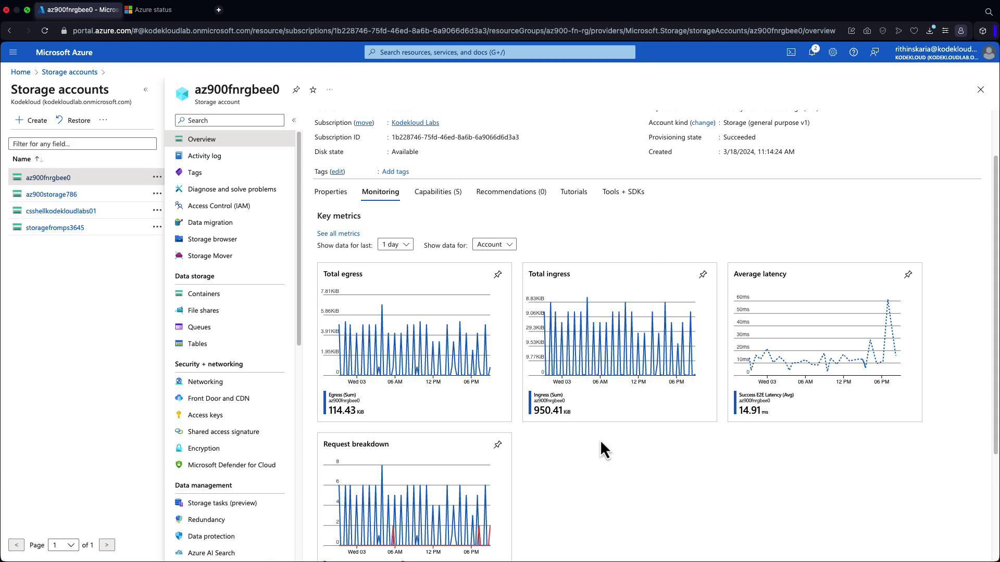 az900fnrgbee0 - Micros
Azure status
portal.azure.com/#@kodekloudlab.onmicrosoft.com/resource/subscriptions/1b228746-75fd-46ed-8a6b-6a9066d6d3a3/resourceGroups/az900-fn-rg/providers/Microsoft.Storage/storageAccounts/az900fnrgbee0/overview
Microsoft Azure
Search resources, services, and docs (G+/)
2
rithinskaria@kodekloud...
KODEKLOUD (KODEKLOUDLAB.O...
Home > Storage accounts >
Storage accounts
Kodekloud (kodekloudlab.onmicrosoft.com)
+ Create
Restore
...
Filter for any field...
Name
az900fnrgbee0
az900storage786
csshellkodekloudlabs01
storagefromps3645
< Page 1 of 1 >
az900fnrgbee0
Storage account
Search
Overview
Activity log
Tags
Diagnose and solve problems
Access Control (IAM)
Data migration
Storage browser
Storage Mover
Data storage
Containers
File shares
Queues
Tables
Security + networking
Networking
Front Door and CDN
Access keys
Shared access signature
Encryption
Microsoft Defender for Cloud
Data management
Storage tasks (preview)
Redundancy
Data protection
Azure AI Search
Subscription (move) : Kodekloud Labs
Subscription ID : 1b228746-75fd-46ed-8a6b-6a9066d6d3a3
Disk state : Available
Account kind (change) : Storage (general purpose v1)
Provisioning state : Succeeded
Created : 3/18/2024, 11:14:24 AM
Tags (edit) : Add tags
Properties
Monitoring
Capabilities (5)
Recommendations (0)
Tutorials
Tools + SDKs
Key metrics
See all metrics
Show data for last: 1 day
Show data for: Account
Total egress
7.81KiB
5.86KiB
3.91KiB
1.95KiB
0
Wed 03 06 AM 12 PM 06 PM
Egress (Sum)
az900fnrgbee0
114.43 KiB
Total ingress
8.83KiB
9.06KiB
29.3KiB
9.53KiB
9.77KiB
0
Wed 03 06 AM 12 PM 06 PM
Ingress (Sum)
az900fnrgbee0
950.41 KiB
Average latency
60ms
50ms
40ms
30ms
20ms
10ms
0
Wed 03 06 AM 12 PM 06 PM
Success E2E Latency (Avg)
az900fnrgbee0
14.91 ms
Request breakdown
8
6
4
2
0
Wed 03 06 AM 12 PM 06 PM